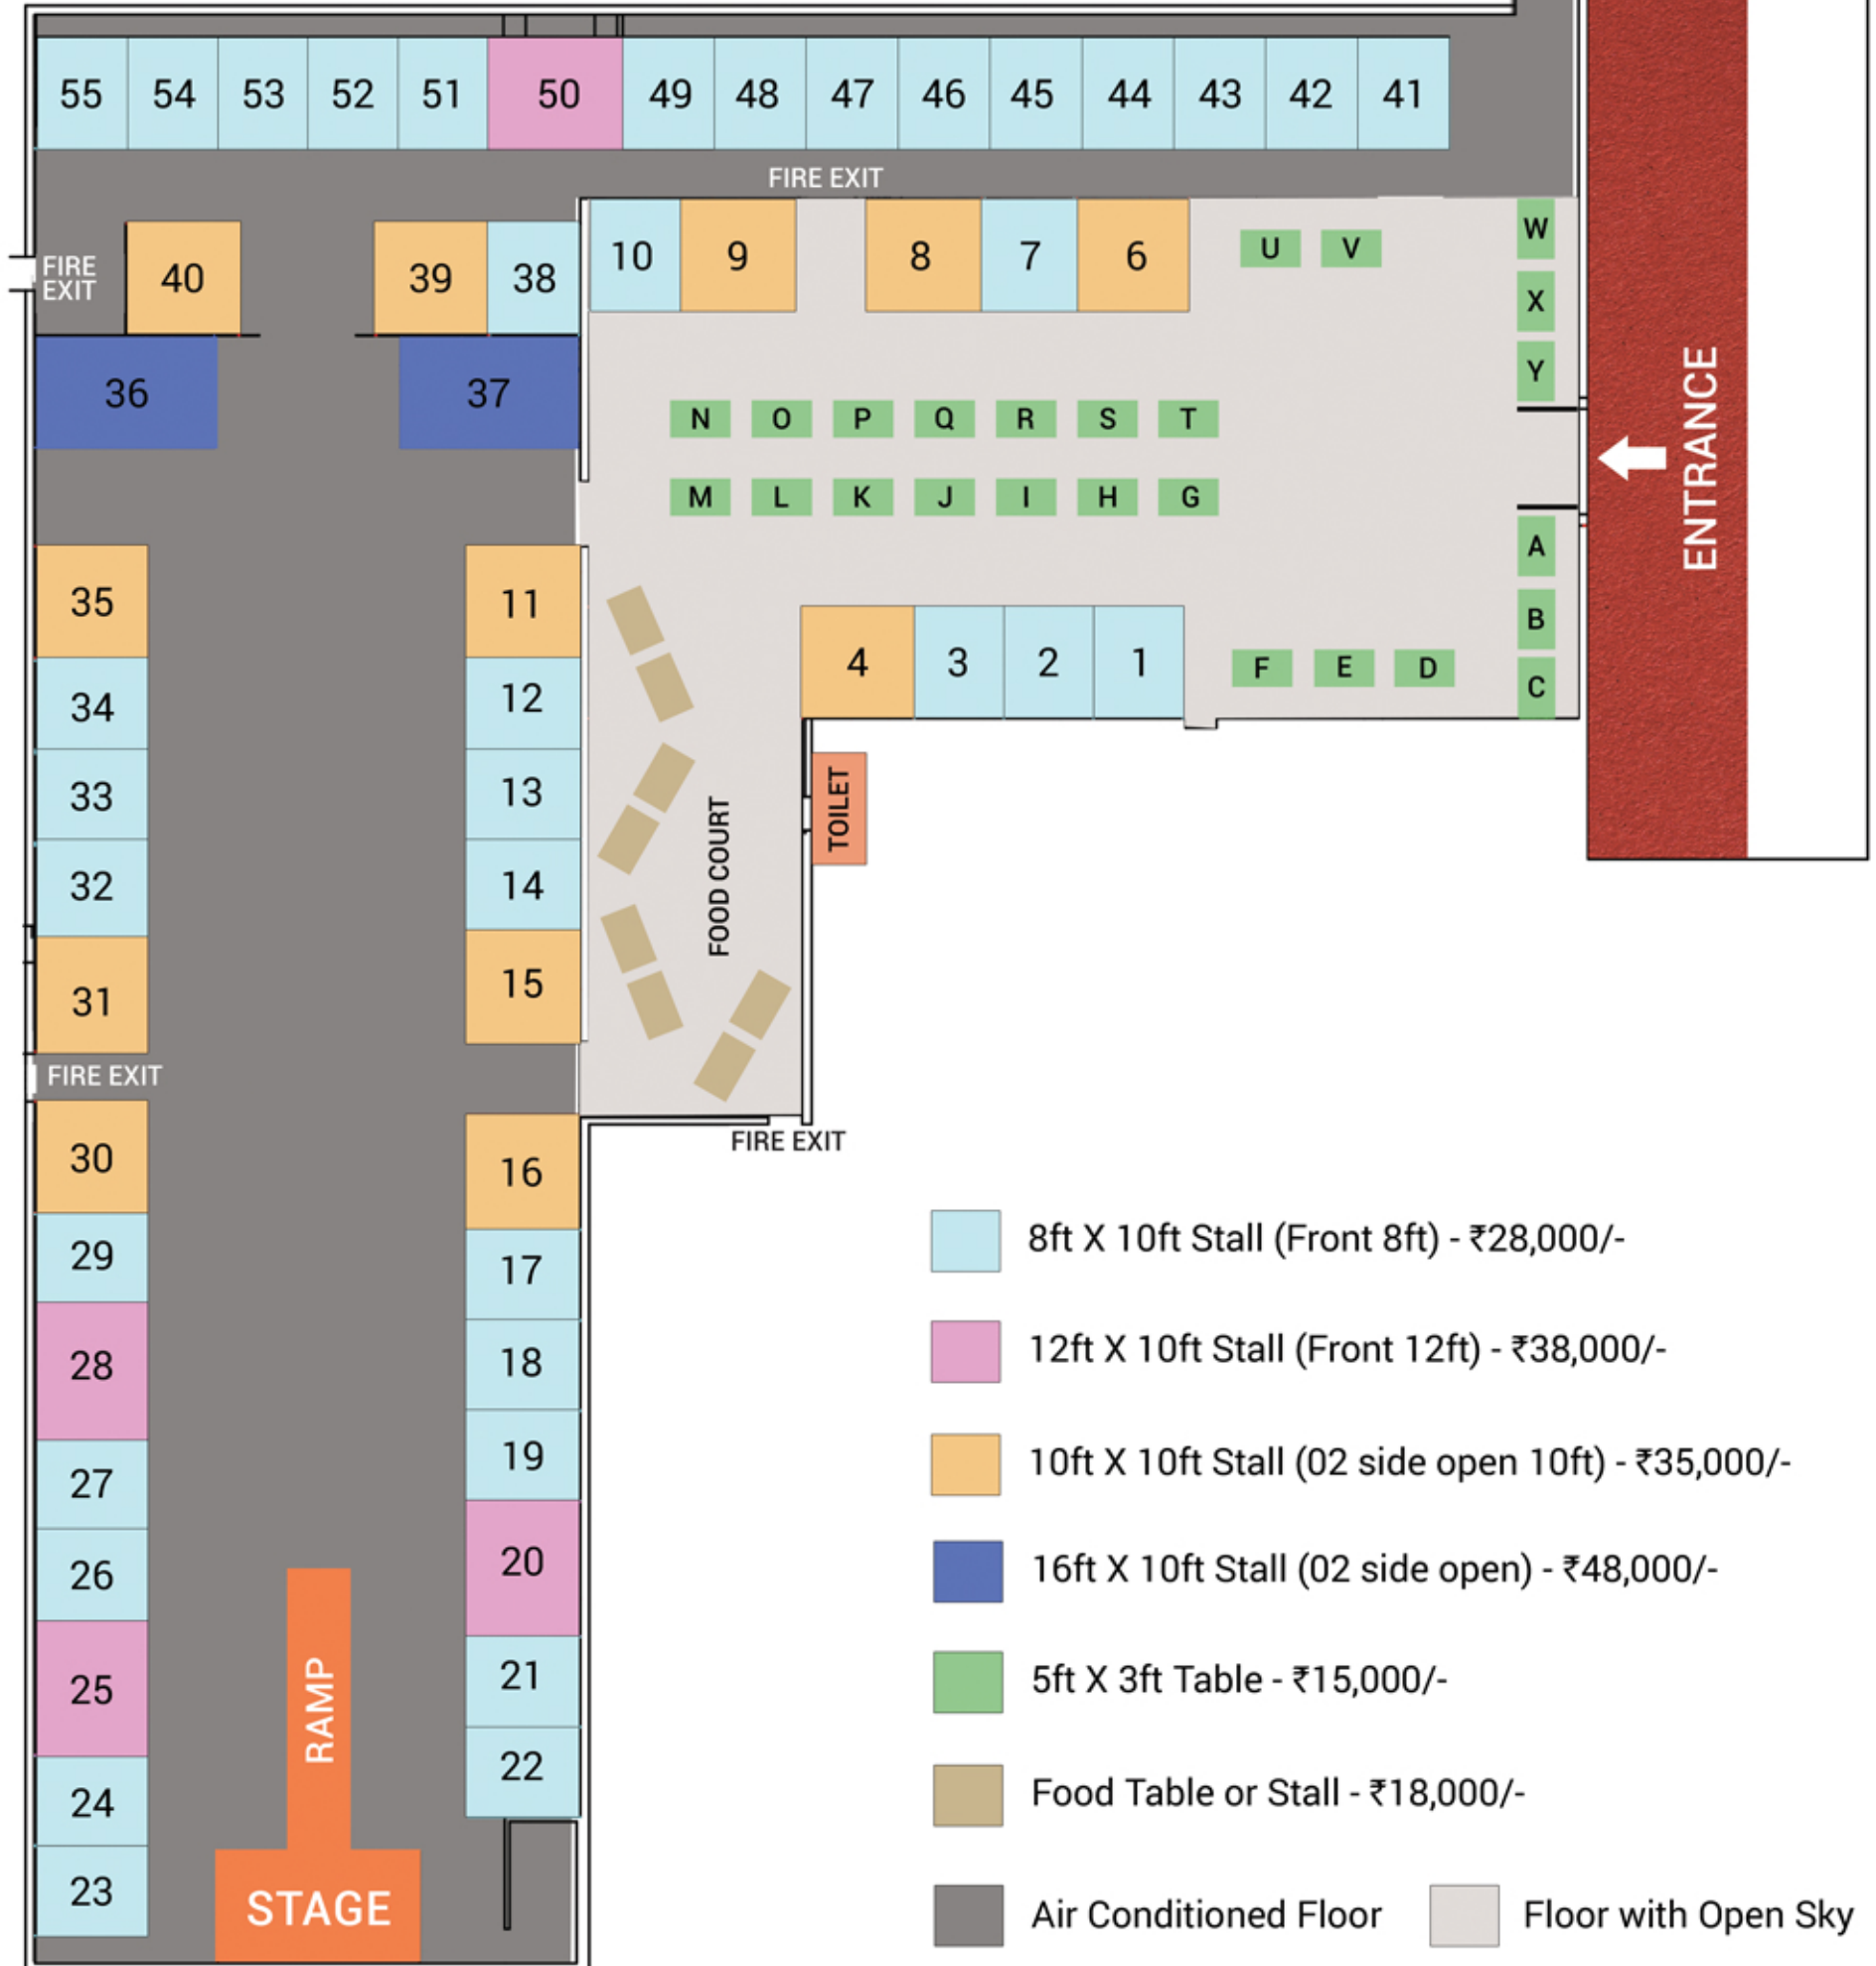 55 54 53 52 51 50 49 48 47 46 45 44 43 42 41
FIRE EXIT
FIRE
EXIT
40 39 38 10 9 8 7 6 U V W
X
Y
36 37
N O P Q R S T
M L K J I H G
ENTRANCE
A
B
C
35 11
4 3 2 1 F E D
34 12
33 13
32 14
31 15
FOOD COURT
TOILET
FIRE EXIT
FIRE EXIT
30 16
29 17
28 18
27 19
26 20
25 21
24 22
23
RAMP
STAGE
8ft X 10ft Stall (Front 8ft) - ₹28,000/-
12ft X 10ft Stall (Front 12ft) - ₹38,000/-
10ft X 10ft Stall (02 side open 10ft) - ₹35,000/-
16ft X 10ft Stall (02 side open) - ₹48,000/-
5ft X 3ft Table - ₹15,000/-
Food Table or Stall - ₹18,000/-
Air Conditioned Floor
Floor with Open Sky